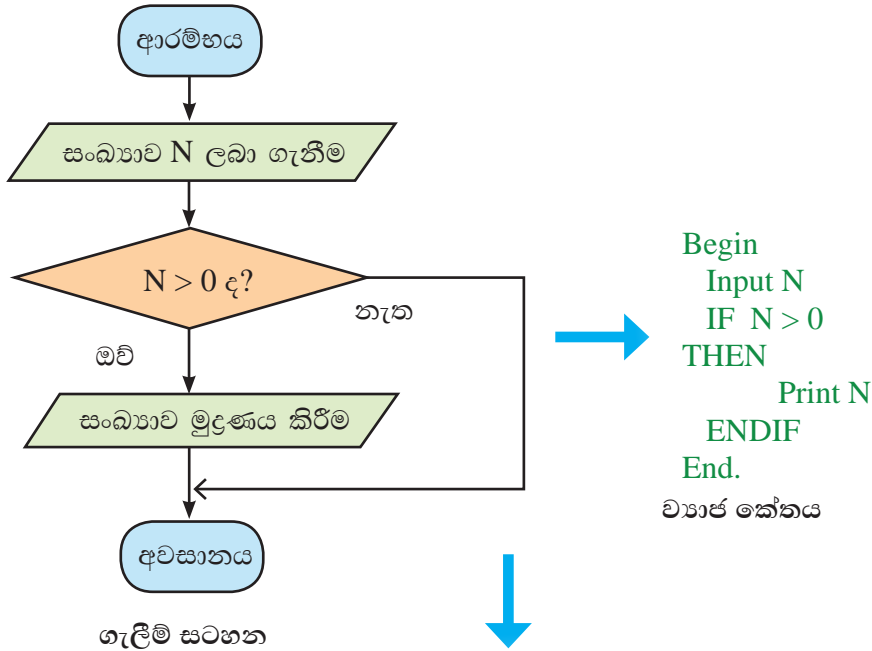 ආරම්භය
සංඛ්‍යාව N ලබා ගැනීම
N > 0 ද?
නැත
ඔව්
සංඛ්‍යාව මුද්‍රණය කිරීම
අවසානය
ගැලීම් සටහන
Begin
Input N
IF N > 0
THEN
Print N
ENDIF
End.
ව්‍යාජ කේතය